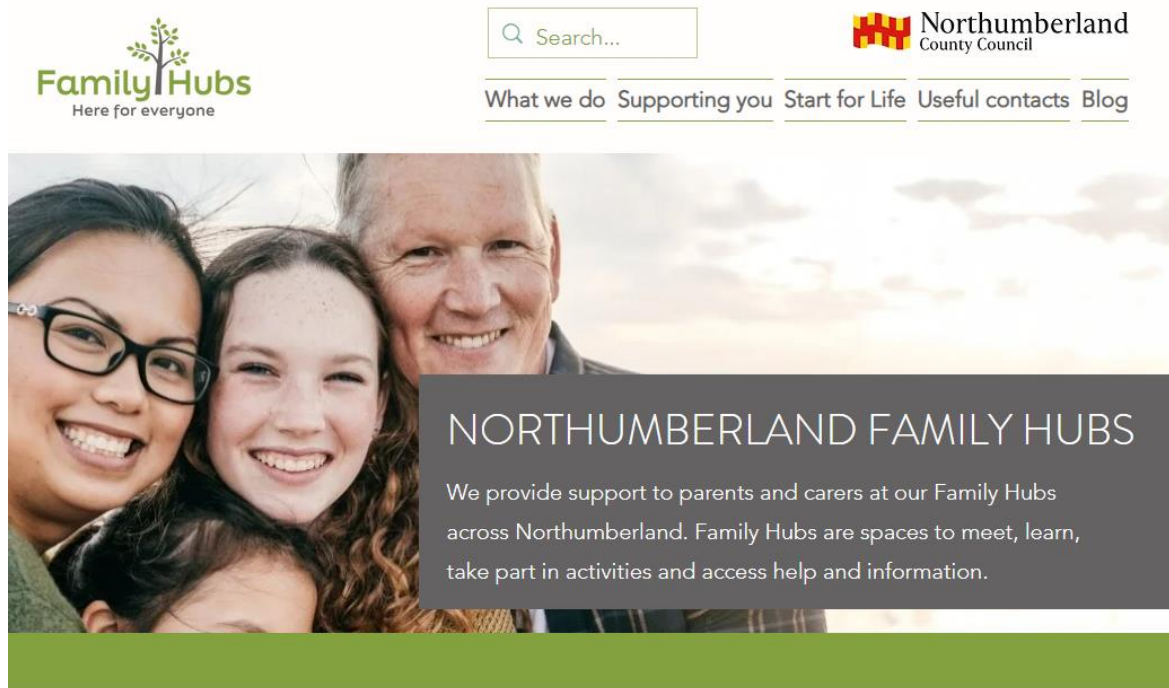 Family Hubs
Here for everyone
Search...
Northumberland
County Council
What we do Supporting you Start for Life Useful contacts Blog
NORTHUMBERLAND FAMILY HUBS
We provide support to parents and carers at our Family Hubs
across Northumberland. Family Hubs are spaces to meet, learn,
take part in activities and access help and information.